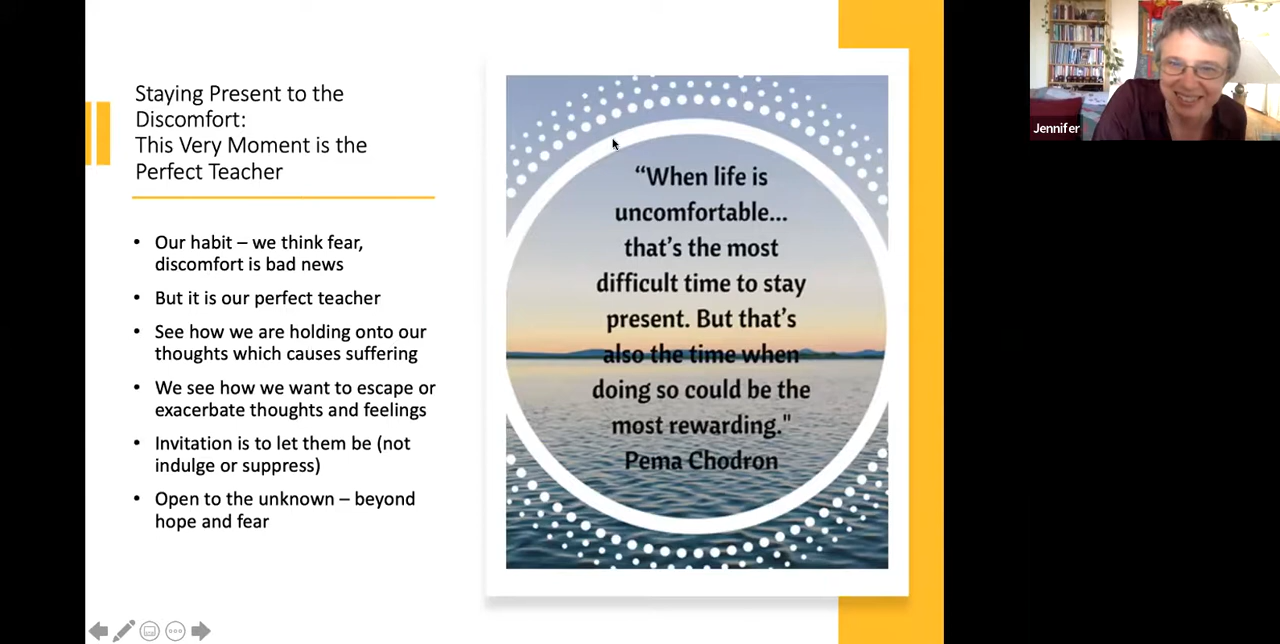 Staying Present to the
Discomfort:
This Very Moment is the
Perfect Teacher
• Our habit – we think fear,
discomfort is bad news
• But it is our perfect teacher
• See how we are holding onto our
thoughts which causes suffering
• We see how we want to escape or
exacerbate thoughts and feelings
• Invitation is to let them be (not
indulge or suppress)
• Open to the unknown – beyond
hope and fear
“When life is
uncomfortable...
that’s the most
difficult time to stay
present. But that’s
also the time when
doing so could be the
most rewarding."
Pema Chodron
Jennifer